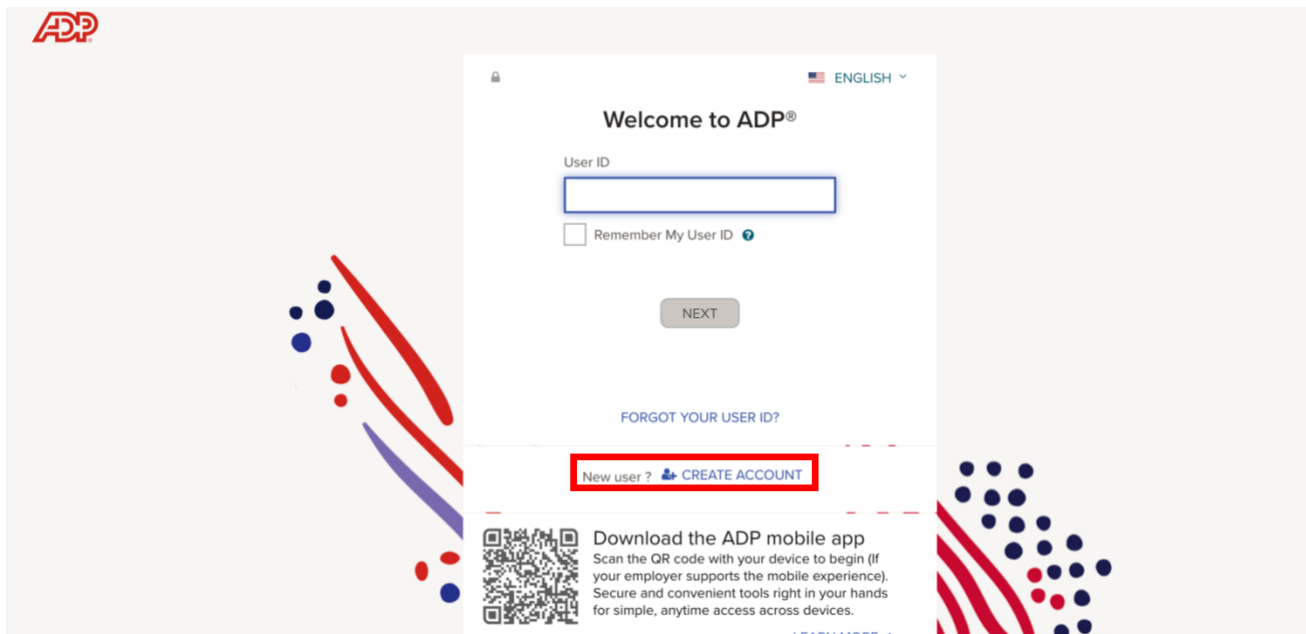 ADP
ENGLISH
Welcome to ADP®
User ID
Remember My User ID ?
NEXT
FORGOT YOUR USER ID?
New user ? CREATE ACCOUNT
Download the ADP mobile app
Scan the QR code with your device to begin (If
your employer supports the mobile experience).
Secure and convenient tools right in your hands
for simple, anytime access across devices.
LEARN MORE